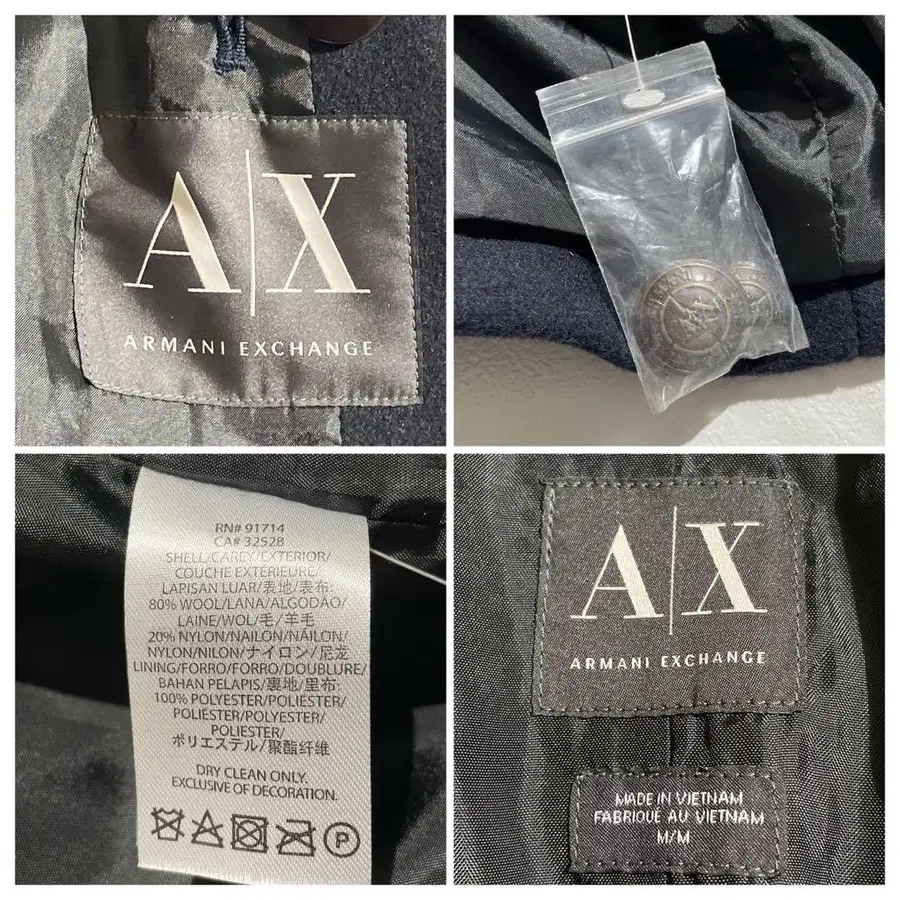 A|X
ARMANI EXCHANGE
RN# 91714
CA# 32528
SHELL/CAREY/EXTERIOR/
COUCHE EXTERIEURE/
LAPISAN LUAR/表地/表布:
80% WOOL/LANA/ALGODAO/
LAINE/WOL/毛/羊毛
20% NYLON/NAILON/NÁILON/
NYLON/NILON/ナイロン/尼龙
LINING/FORRO/FORRO/DOUBLURE/
BAHAN PELAPIS/裏地/里布:
100% POLYESTER/POLIÉSTER/
POLIÉSTER/POLYESTER/
POLIESTER/
ポリエステル/聚酯纤维
DRY CLEAN ONLY.
EXCLUSIVE OF DECORATION.
P
A|X
ARMANI EXCHANGE
MADE IN VIETNAM
FABRIQUE AU VIETNAM
M/M